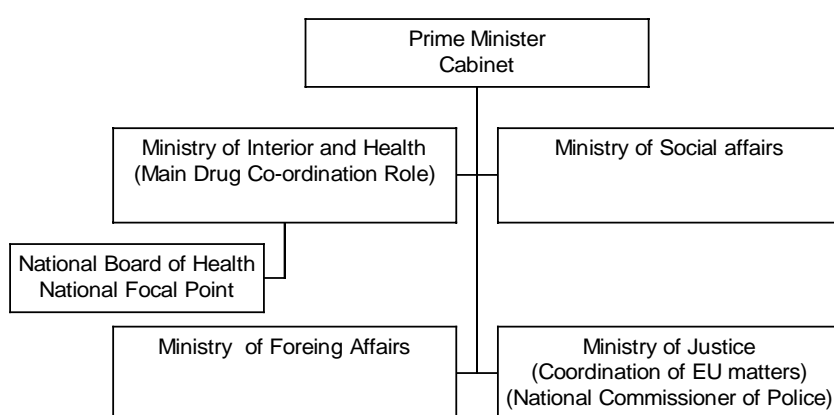 Prime Minister
Cabinet
Ministry of Interior and Health
(Main Drug Co-ordination Role)
Ministry of Social affairs
National Board of Health
National Focal Point
Ministry of Foreing Affairs
Ministry of Justice
(Coordination of EU matters)
(National Commissioner of Police)